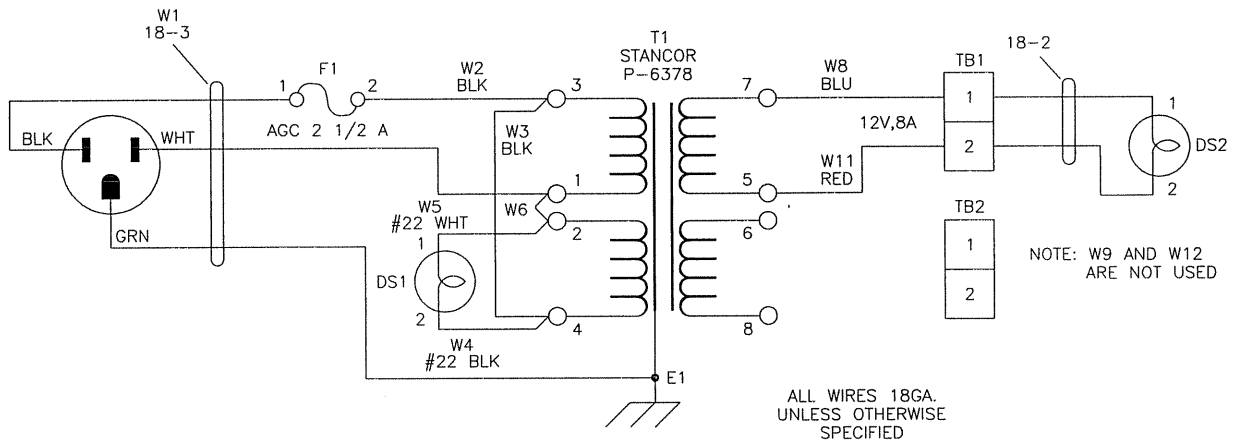 W1
18-3
BLK
WHT
GRN
1
F1
2
AGC 2 1/2 A
W2
BLK
W3
BLK
W5
#22 WHT
W6
1
DS1
2
W4
#22 BLK
T1
STANCOR
P-6378
3
1
2
4
7
5
6
8
E1
W8
BLU
12V,8A
W11
RED
TB1
1
2
18-2
1
DS2
2
TB2
1
2
NOTE: W9 AND W12
ARE NOT USED
ALL WIRES 18GA.
UNLESS OTHERWISE
SPECIFIED